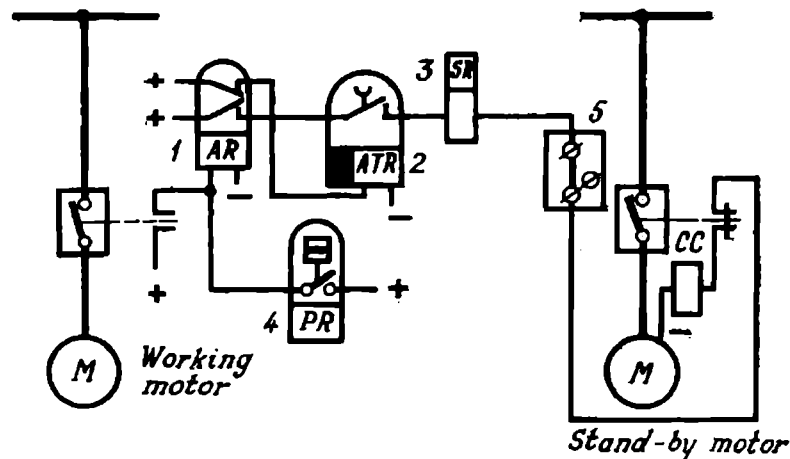 3
SR
+
+
1
AR
ATR
2
5
−
−
+
4
PR
+
CC
−
M
Working
motor
M
Stand-by motor